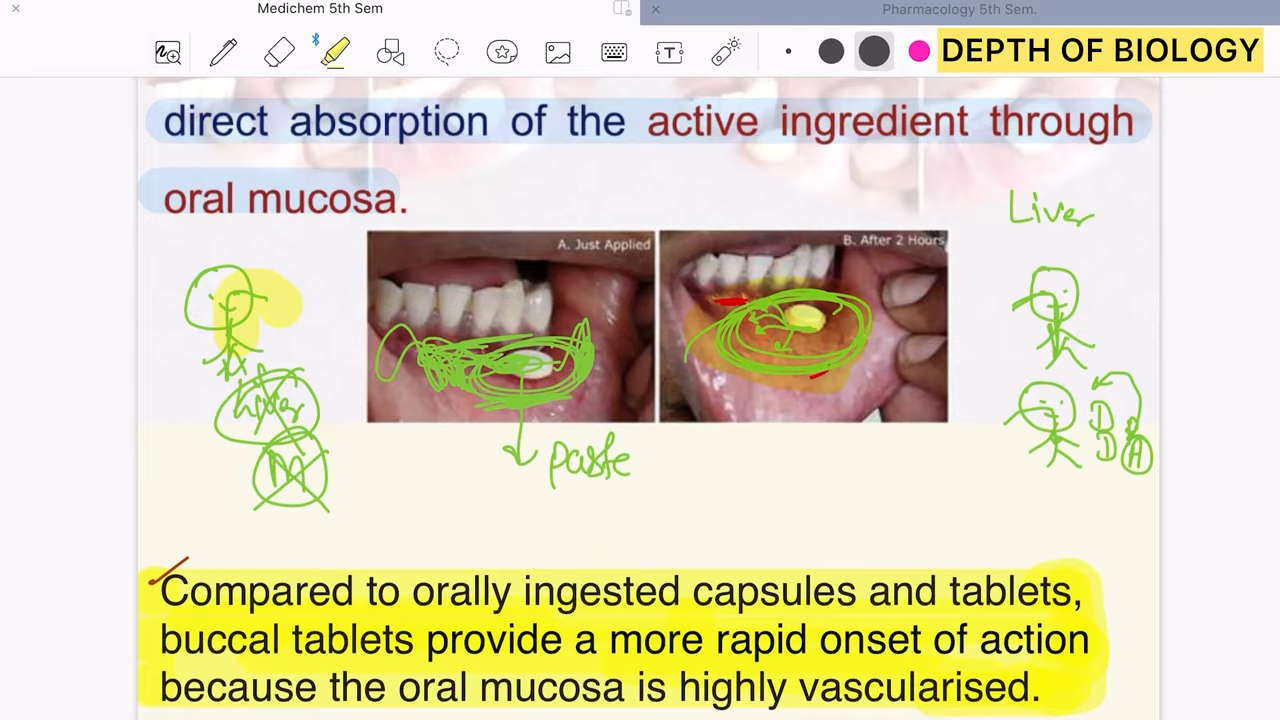 Medichem 5th Sem
Pharmacology 5th Sem.
DEPTH OF BIOLOGY
direct absorption of the active ingredient through
oral mucosa.
Liver
A. Just Applied
B. After 2 Hours
D
D
A
M
paste
Compared to orally ingested capsules and tablets,
buccal tablets provide a more rapid onset of action
because the oral mucosa is highly vascularised.